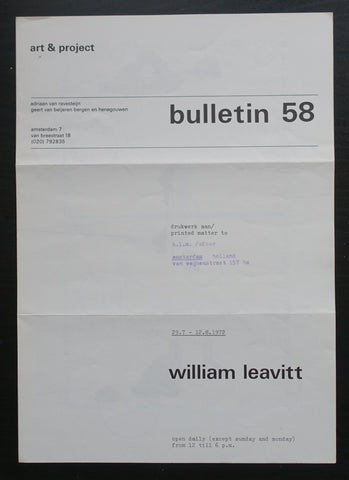 art & project
adriaan van ravesteijn
geert van beijeren bergen en henegouwen
bulletin 58
amsterdam 7
van breestraat 18
(020) 792835
drukwerk aan/
printed matter to
amsterdam holland
29.7 - 12.8.1972
william leavitt
open daily (except sunday and monday)
from 12 till 6 p.m.